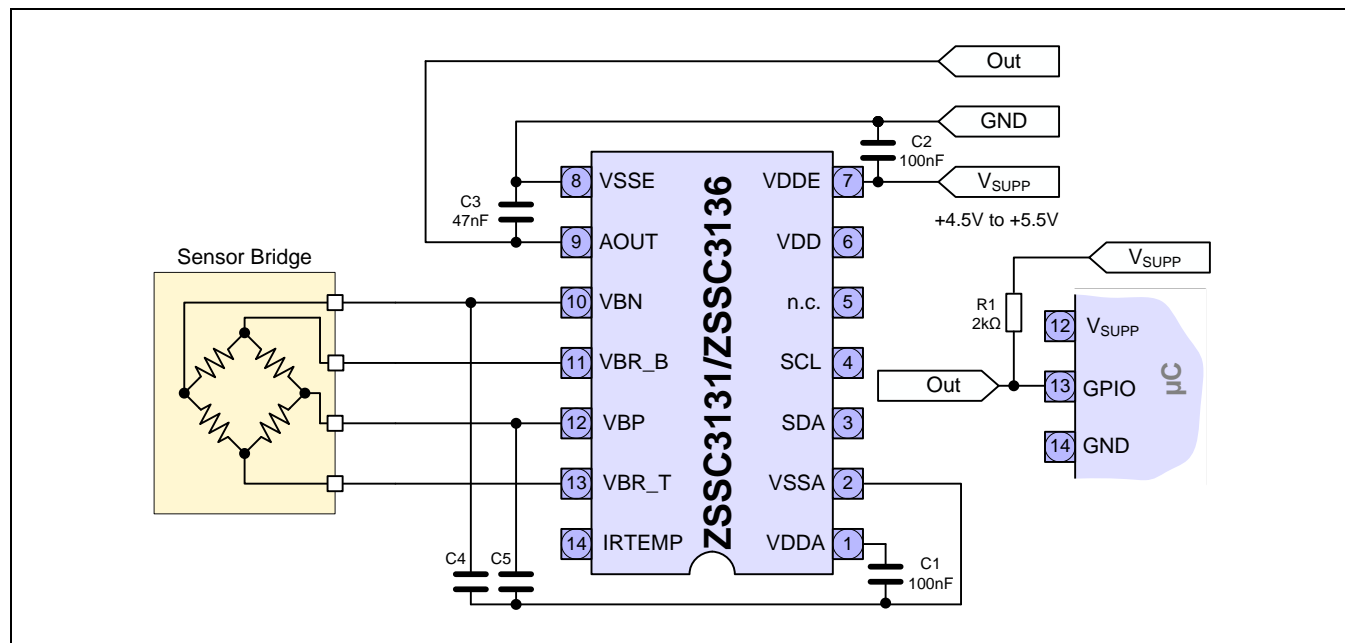 Out
GND
C2
100nF
VSUPP
+4.5V to +5.5V
VSUPP
R1
2kΩ
12 VSUPP
Out
13 GPIO
14 GND
µC
C3
47nF
8 VSSE
VDDE 7
9 AOUT
VDD 6
10 VBN
n.c. 5
11 VBR_B
SCL 4
12 VBP
SDA 3
13 VBR_T
VSSA 2
14 IRTEMP
VDDA 1
ZSSC3131/ZSSC3136
Sensor Bridge
C4
C5
C1
100nF